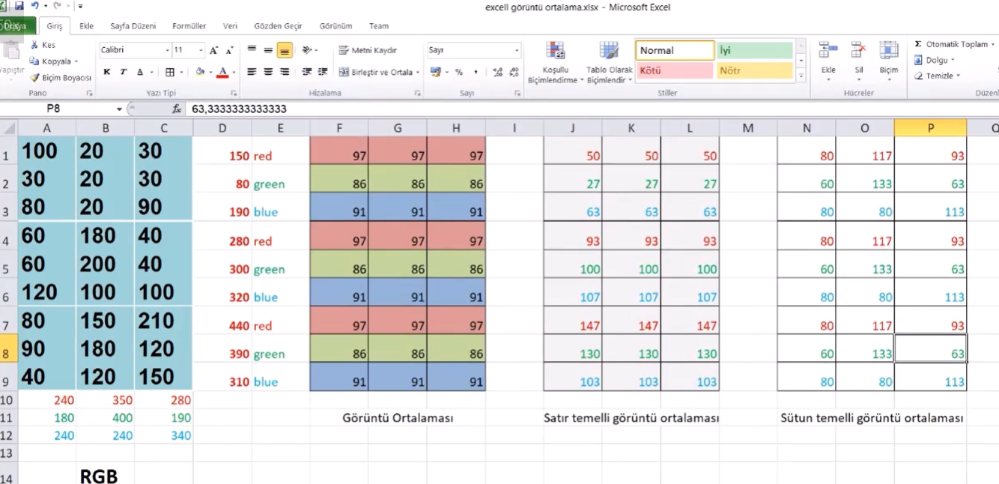 excell görüntü ortalama.xlsx - Microsoft Excel
Giriş Ekle Sayfa Düzeni Formüller Veri Gözden Geçir Görünüm Team
Kes
Kopyala
Biçim Boyacısı
Pano
Calibri 11
K T A
Yazı Tipi
Metni Kaydır
Birleştir ve Ortala
Hizalama
Sayı
% ,
Sayı
Koşullu Biçimlendirme
Tablo Olarak Biçimlendir
Normal İyi
Kötü Nötr
Stiller
Ekle Sil Biçim
Hücreler
Σ Otomatik Toplam
Dolgu
Temizle
P8 fx 63,3333333333333
A B C D E F G H I J K L M N O P Q
1 100 20 30 150 red 97 97 97 50 50 50 80 117 93
2 30 20 30 80 green 86 86 86 27 27 27 60 133 63
3 80 20 90 190 blue 91 91 91 63 63 63 80 80 113
4 60 180 40 280 red 97 97 97 93 93 93 80 117 93
5 60 200 40 300 green 86 86 86 100 100 100 60 133 63
6 120 100 100 320 blue 91 91 91 107 107 107 80 80 113
7 80 150 210 440 red 97 97 97 147 147 147 80 117 93
8 90 180 120 390 green 86 86 86 130 130 130 60 133 63
9 40 120 150 310 blue 91 91 91 103 103 103 80 80 113
10 240 350 280
11 180 400 190 Görüntü Ortalaması Satır temelli görüntü ortalaması Sütun temelli görüntü ortalaması
12 240 240 340
13
14 RGB